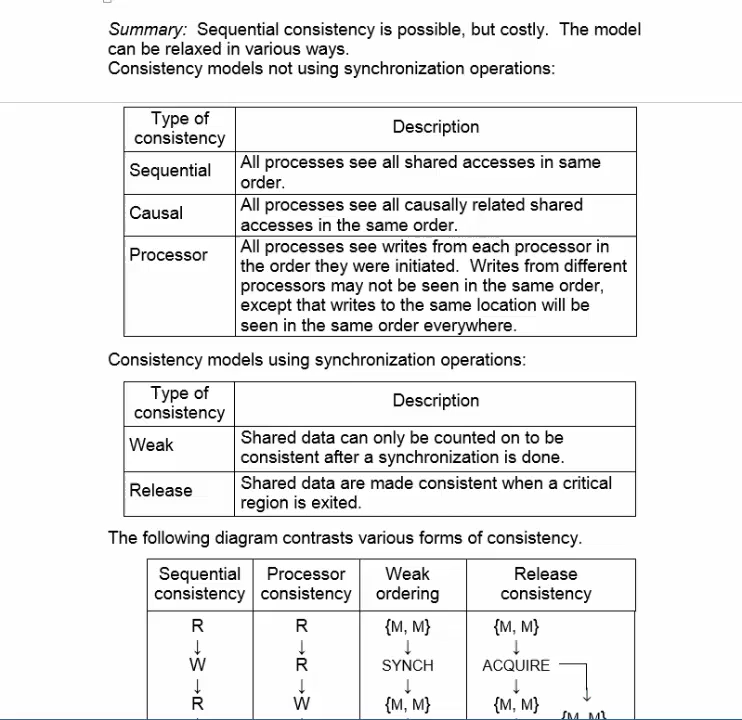 Summary: Sequential consistency is possible, but costly. The model
can be relaxed in various ways.
Consistency models not using synchronization operations:
Type of
consistency
Description
Sequential
All processes see all shared accesses in same
order.
Causal
All processes see all causally related shared
accesses in the same order.
Processor
All processes see writes from each processor in
the order they were initiated. Writes from different
processors may not be seen in the same order,
except that writes to the same location will be
seen in the same order everywhere.
Consistency models using synchronization operations:
Type of
consistency
Description
Weak
Shared data can only be counted on to be
consistent after a synchronization is done.
Release
Shared data are made consistent when a critical
region is exited.
The following diagram contrasts various forms of consistency.
Sequential
consistency
Processor
consistency
Weak
ordering
Release
consistency
R R {M, M} {M, M}
↓ ↓ ↓ ↓
W R SYNCH ACQUIRE
↓ ↓ ↓ ↓ ↓
R W {M, M} {M, M}
{M, M}